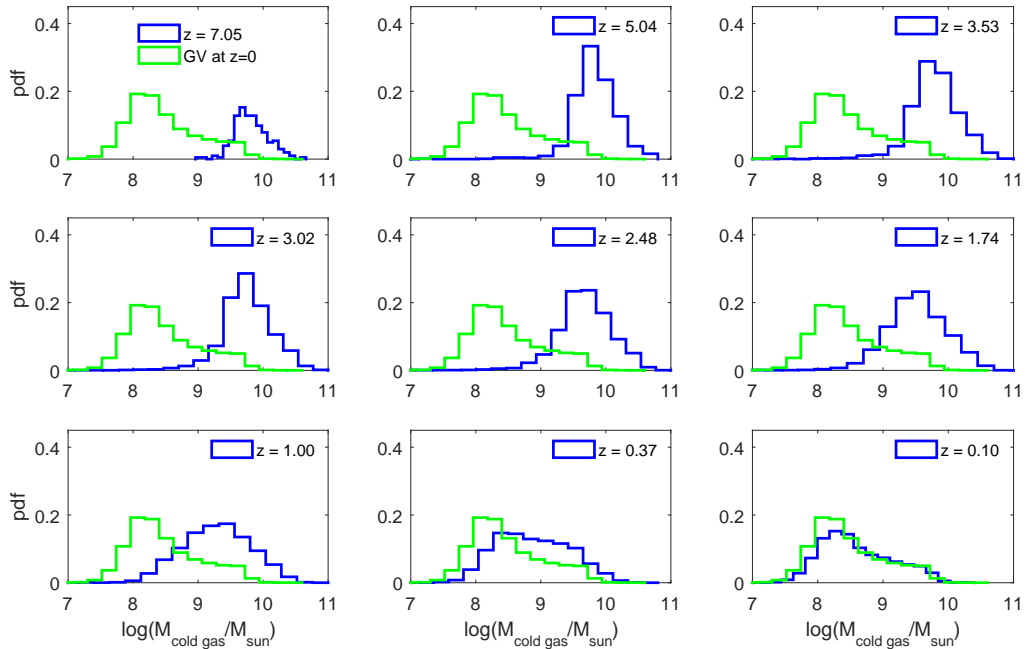 0.4
z = 7.05
GV at z=0
pdf
0.2
0
7 8 9 10 11
0.4
z = 5.04
0.2
0
7 8 9 10 11
0.4
z = 3.53
0.2
0
7 8 9 10 11
0.4
z = 3.02
pdf
0.2
0
7 8 9 10 11
0.4
z = 2.48
0.2
0
7 8 9 10 11
0.4
z = 1.74
0.2
0
7 8 9 10 11
0.4
z = 1.00
pdf
0.2
0
7 8 9 10 11
log(M_cold gas/M_sun)
0.4
z = 0.37
0.2
0
7 8 9 10 11
log(M_cold gas/M_sun)
0.4
z = 0.10
0.2
0
7 8 9 10 11
log(M_cold gas/M_sun)